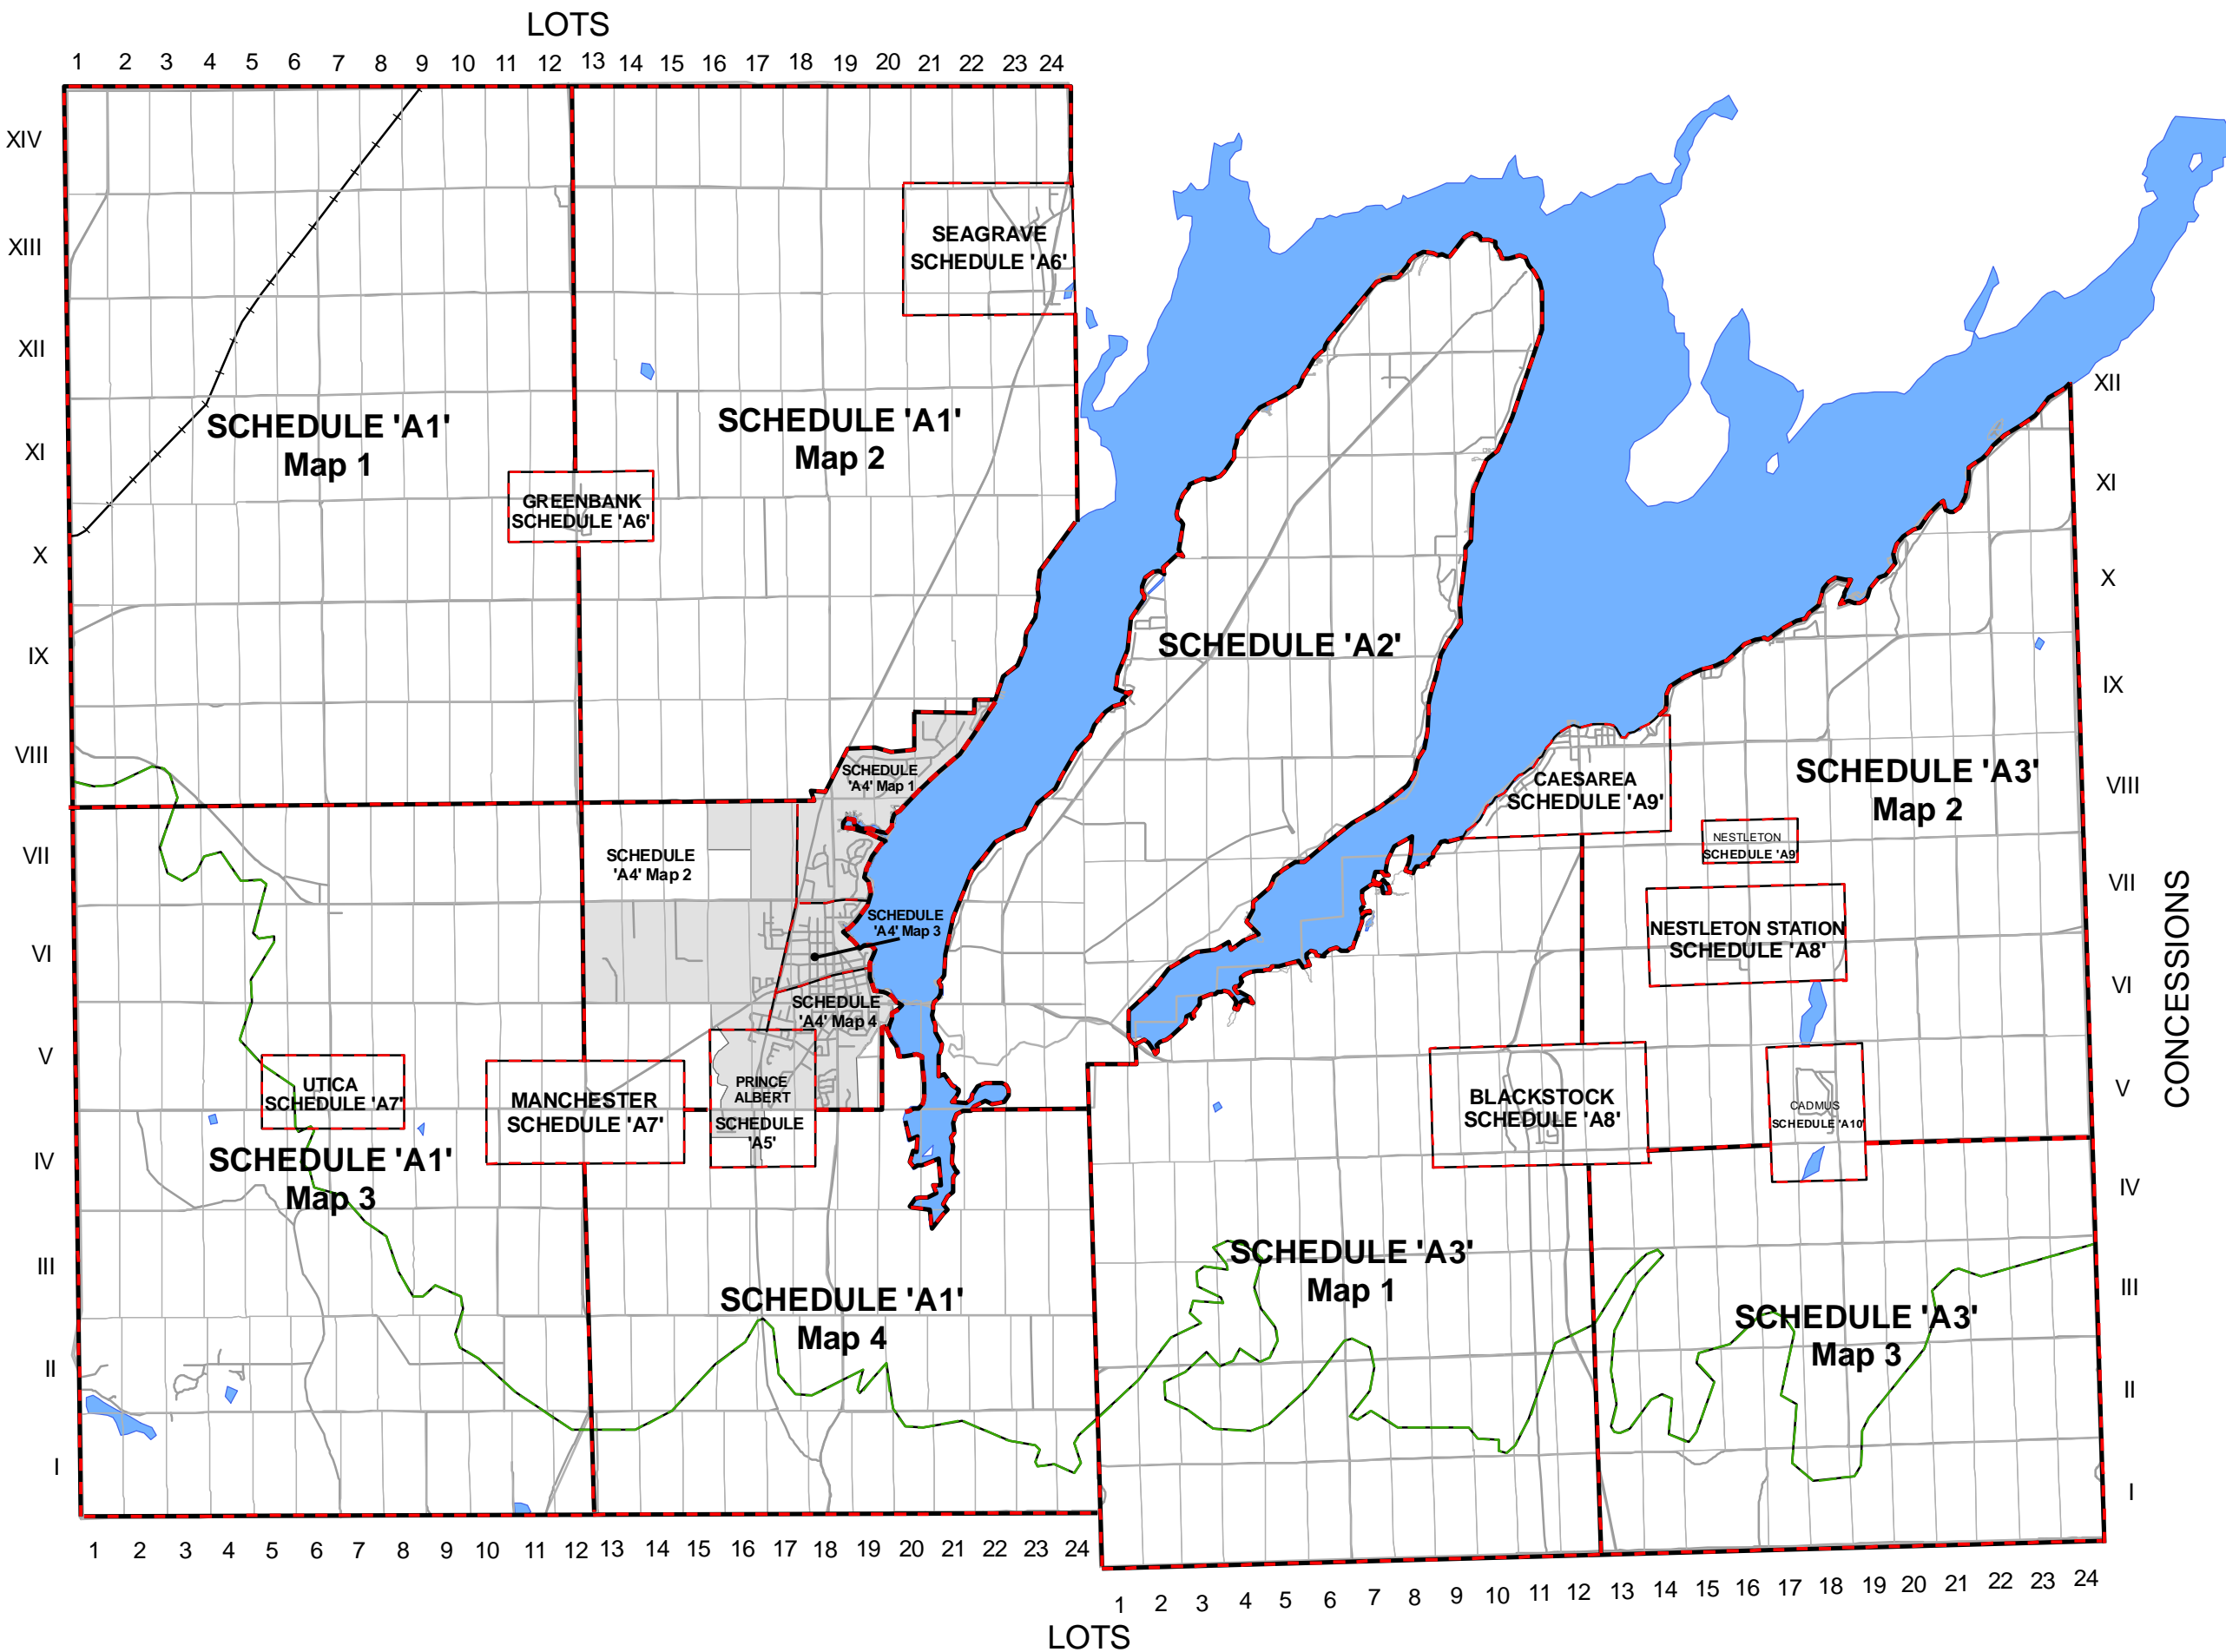 LOTS
1 2 3 4 5 6 7 8 9 10 11 12 13 14 15 16 17 18 19 20 21 22 23 24
XIV
XIII
XII
XI
X
IX
VIII
VII
VI
V
IV
III
II
I
SEAGRAVE
SCHEDULE 'A6'
SCHEDULE 'A1'
Map 1
SCHEDULE 'A1'
Map 2
GREENBANK
SCHEDULE 'A6'
SCHEDULE 'A2'
SCHEDULE
'A4' Map 1
SCHEDULE
'A4' Map 2
SCHEDULE
'A4' Map 3
SCHEDULE
'A4' Map 4
CAESAREA
SCHEDULE 'A9'
SCHEDULE 'A3'
Map 2
NESTLETON
SCHEDULE 'A9'
NESTLETON STATION
SCHEDULE 'A8'
UTICA
SCHEDULE 'A7'
MANCHESTER
SCHEDULE 'A7'
PRINCE
ALBERT
SCHEDULE
'A5'
BLACKSTOCK
SCHEDULE 'A8'
CADMUS
SCHEDULE 'A10'
SCHEDULE 'A1'
Map 3
SCHEDULE 'A1'
Map 4
SCHEDULE 'A3'
Map 1
SCHEDULE 'A3'
Map 3
XII
XI
X
IX
VIII
VII
VI
V
IV
III
II
I
CONCESSIONS
1 2 3 4 5 6 7 8 9 10 11 12 13 14 15 16 17 18 19 20 21 22 23 24
1 2 3 4 5 6 7 8 9 10 11 12 13 14 15 16 17 18 19 20 21 22 23 24
LOTS